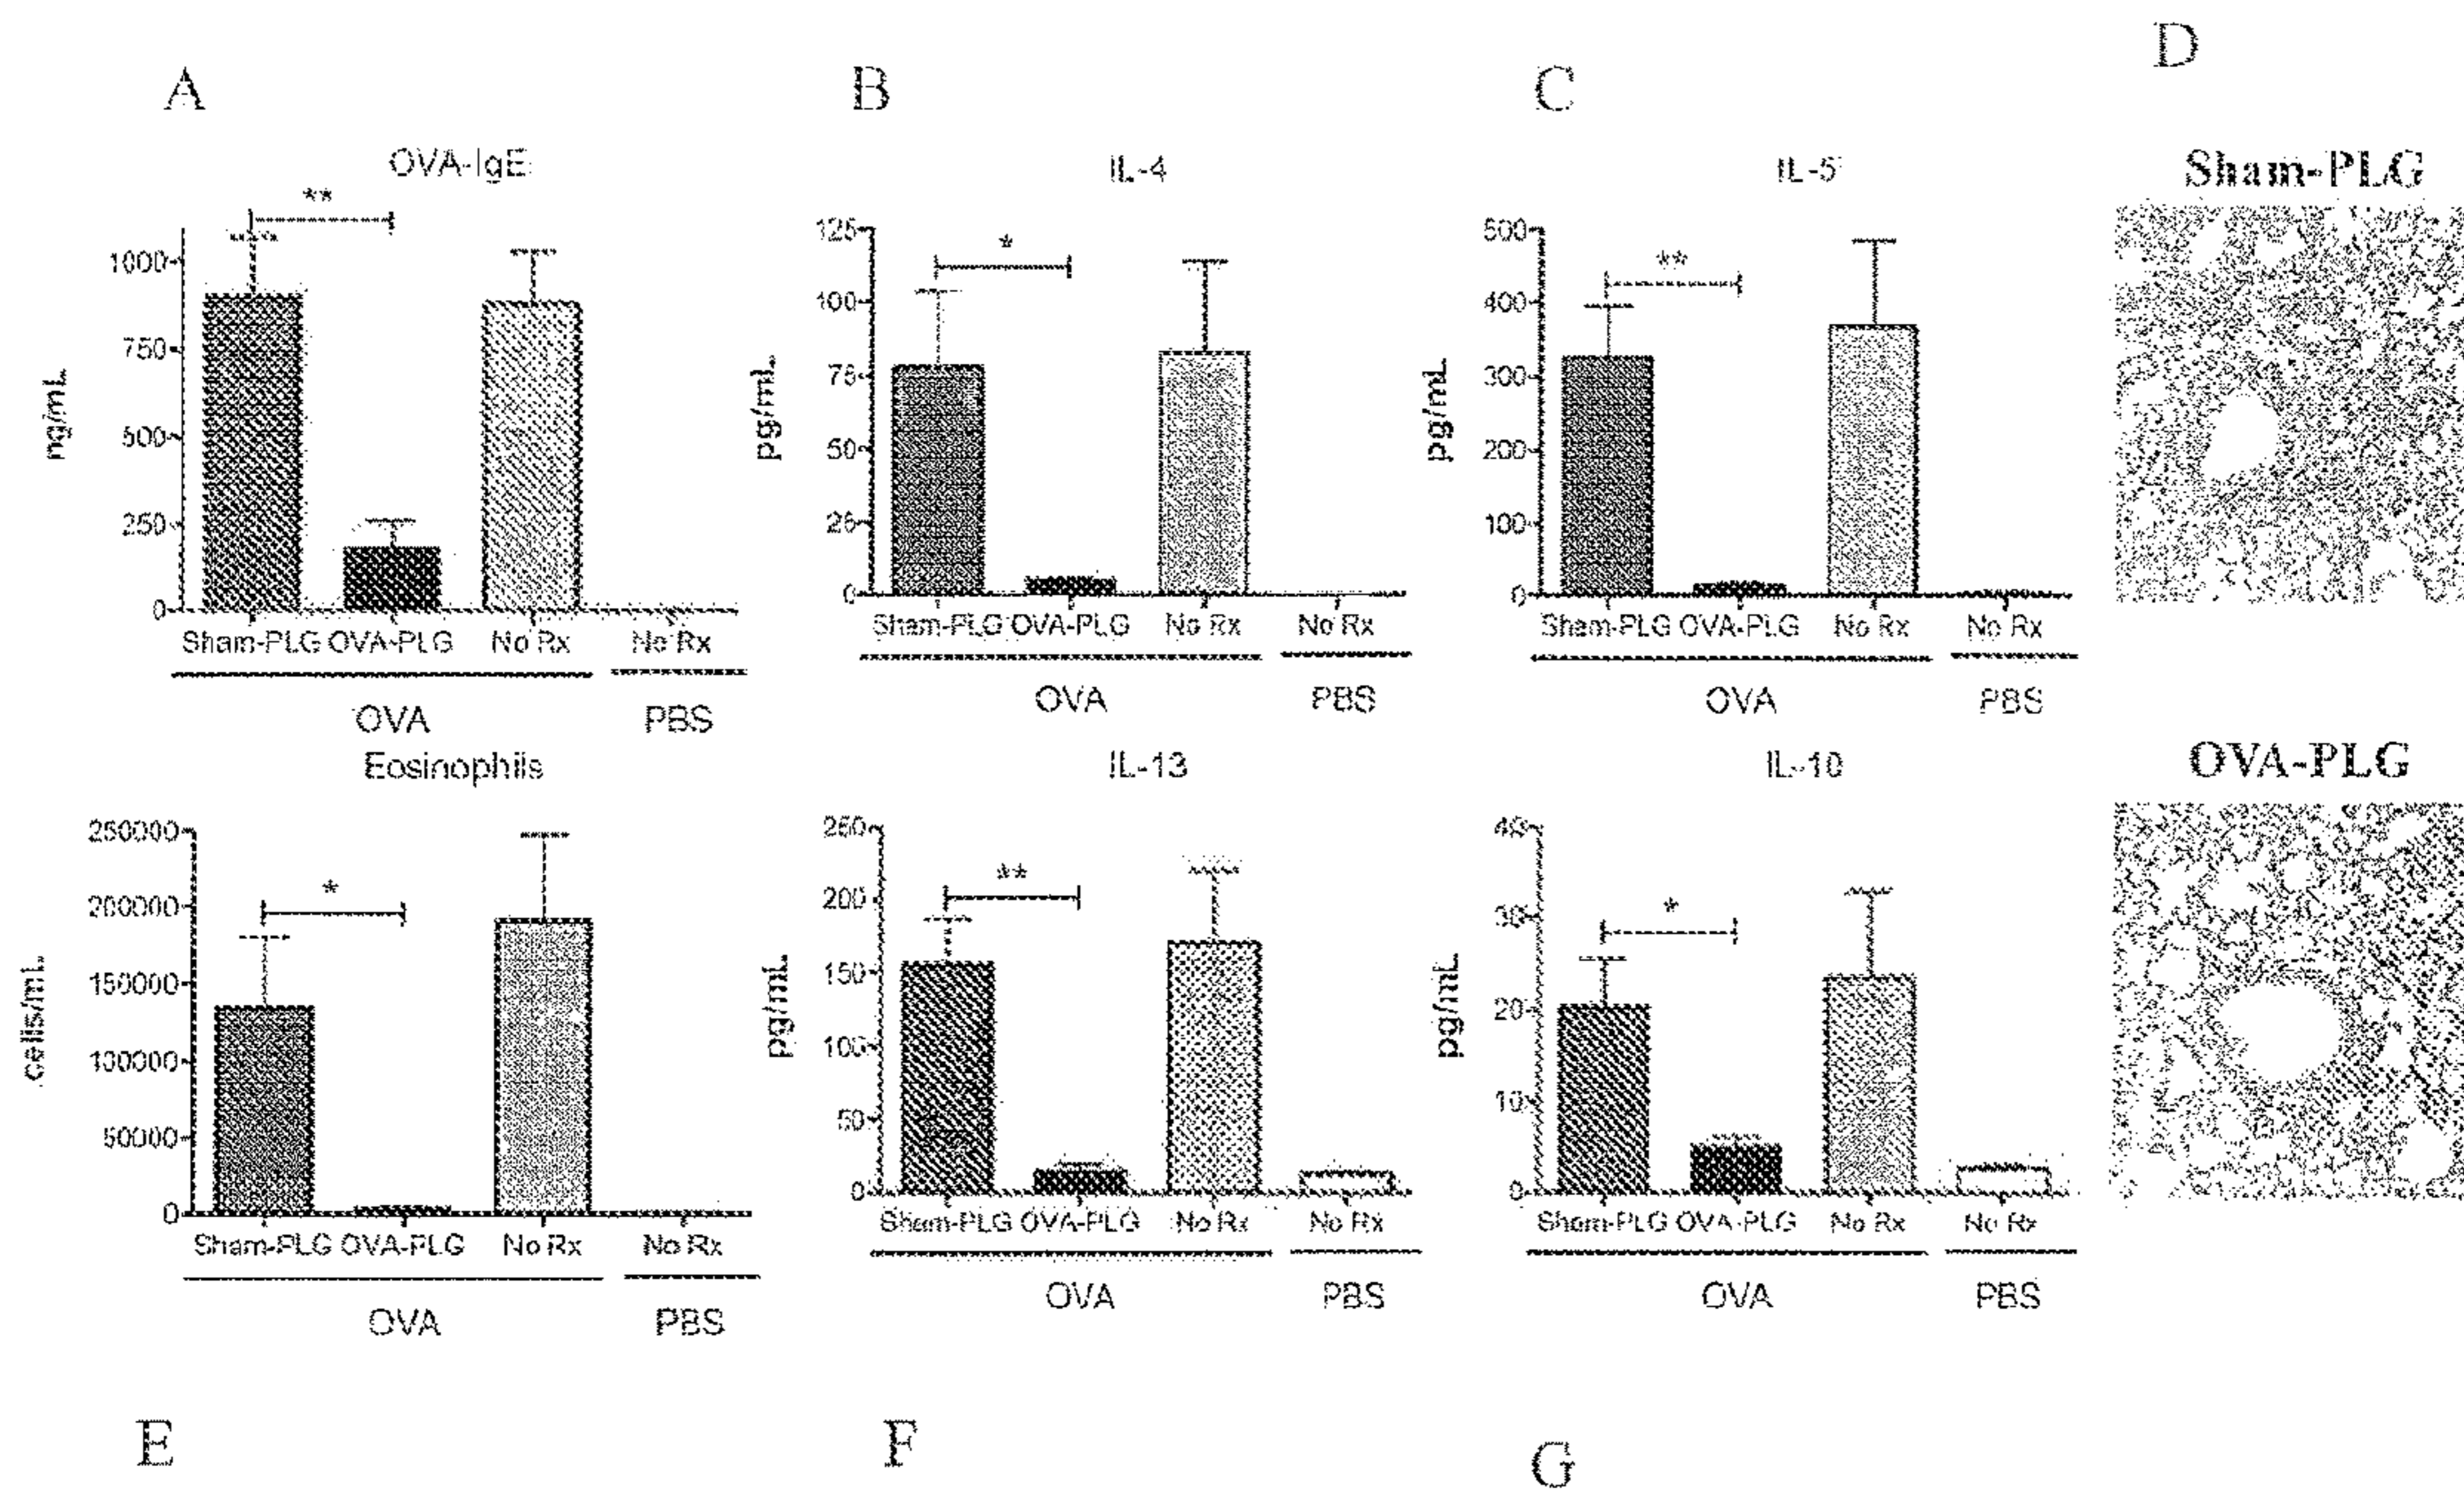 A
B
C
D
OVA-IgE
**
ng/mL
1000
750
500
250
0
Sham-PLG OVA-PLG No Rx No Rx
OVA PBS
IL-4
*
pg/mL
125
100
75
50
25
0
Sham-PLG OVA-PLG No Rx No Rx
OVA PBS
IL-5
**
pg/mL
500
400
300
200
100
0
Sham-PLG OVA-PLG No Rx No Rx
OVA PBS
Sham-PLG
Eosinophils
*
cells/mL
250000
200000
150000
100000
50000
0
Sham-PLG OVA-PLG No Rx No Rx
OVA PBS
IL-13
**
pg/mL
250
200
150
100
50
0
Sham-PLG OVA-PLG No Rx No Rx
OVA PBS
IL-10
*
pg/mL
40
30
20
10
0
Sham-PLG OVA-PLG No Rx No Rx
OVA PBS
OVA-PLG
E
F
G